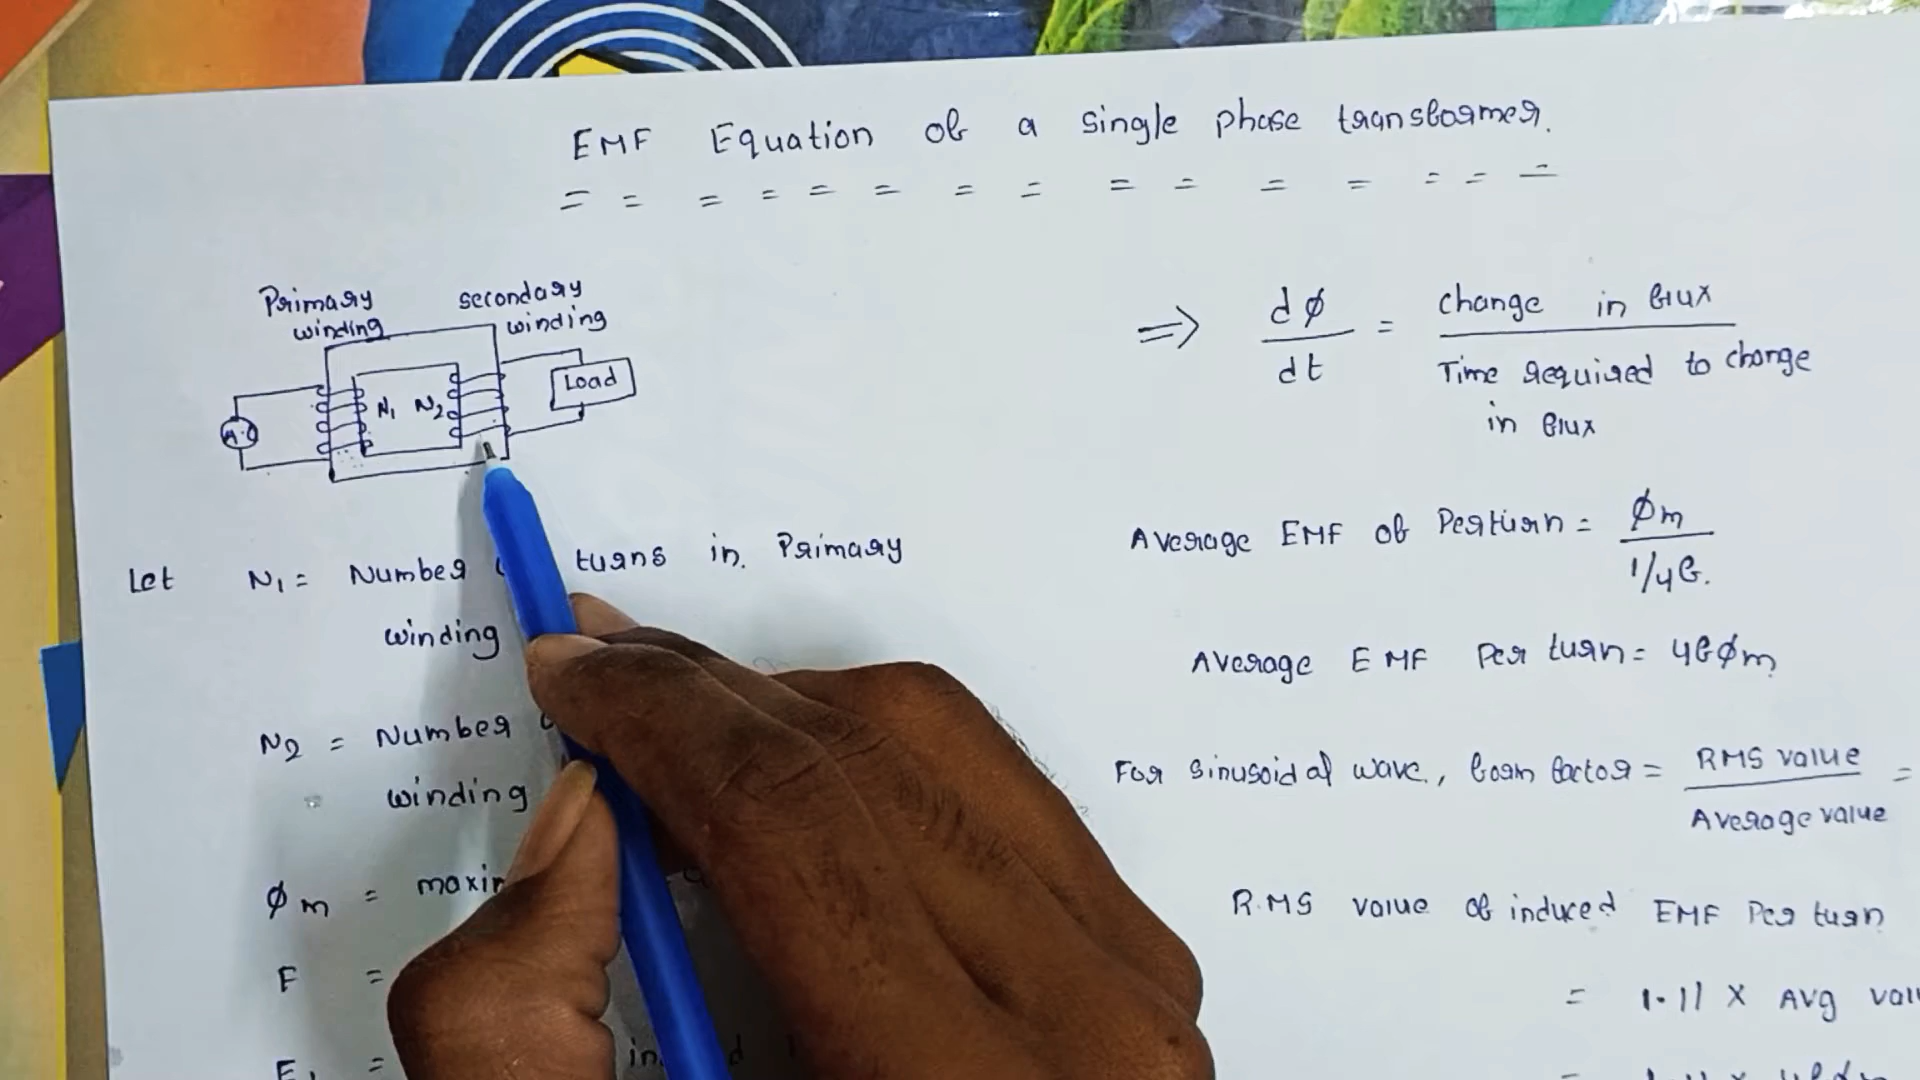 EMF Equation of a single phase transformer.
Primary winding
secondary winding
A.C
N1 N2
Load
Let N1 = Number turns in Primary
winding
N2 = Number
winding
φm =
F =
E1 =
=> dφ/dt = change in flux / Time required to change in flux
Average EMF of Perturn = φm / 1/4f.
Average EMF Per turn = 4fφm
For sinusoidal wave, form factor = RMS value / Average value =
R.MS value of induced EMF Per turn
= 1.11 x Avg